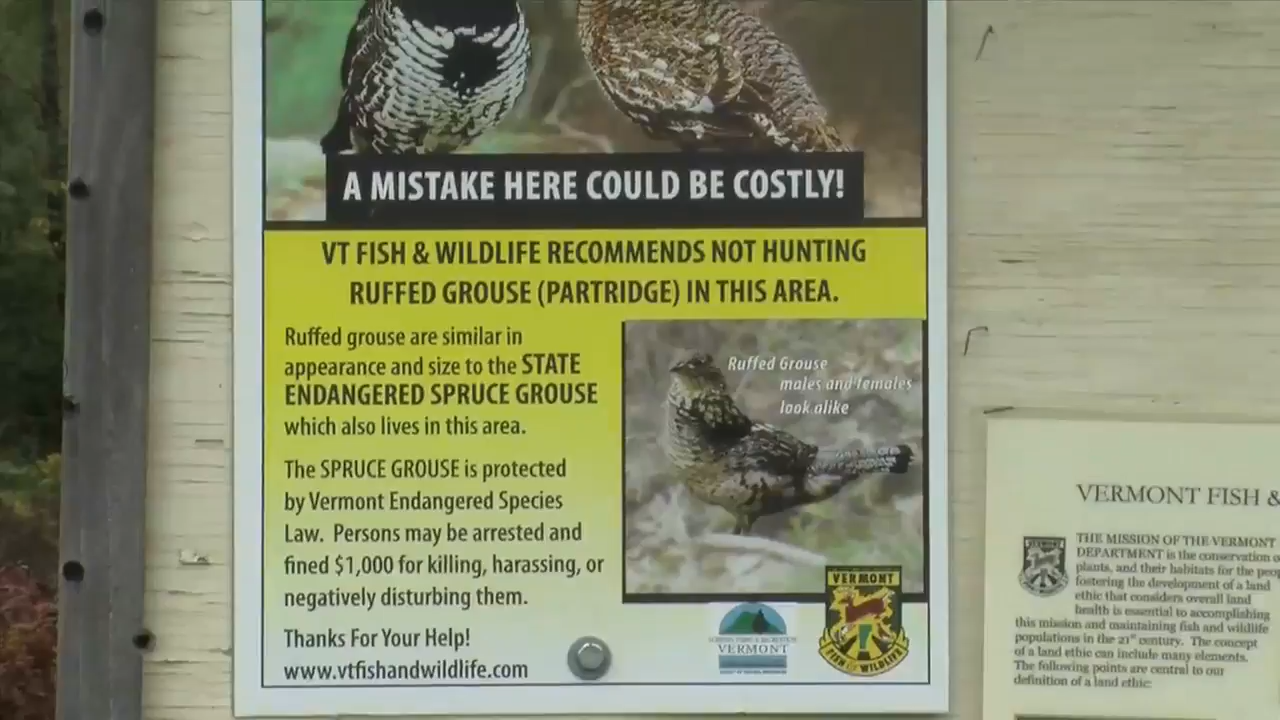 A MISTAKE HERE COULD BE COSTLY!
VT FISH & WILDLIFE RECOMMENDS NOT HUNTING
RUFFED GROUSE (PARTRIDGE) IN THIS AREA.
Ruffed grouse are similar in
appearance and size to the STATE
ENDANGERED SPRUCE GROUSE
which also lives in this area.
The SPRUCE GROUSE is protected
by Vermont Endangered Species
Law. Persons may be arrested and
fined $1,000 for killing, harassing, or
negatively disturbing them.
Thanks For Your Help!
www.vtfishandwildlife.com
Ruffed Grouse
males and females
look alike
VERMONT
VERMONT
FISH & WILDLIFE
VERMONT FISH &
VERMONT
THE MISSION OF THE VERMONT
DEPARTMENT is the conservation
plants, and their habitats for the
fostering the development of a land
ethic that considers overall land
health is essential to accomplishing
this mission and maintaining fish and wildlife
populations in the 21st century. The concept
of a land ethic can include many elements.
The following points are central to our
definition of a land ethic: